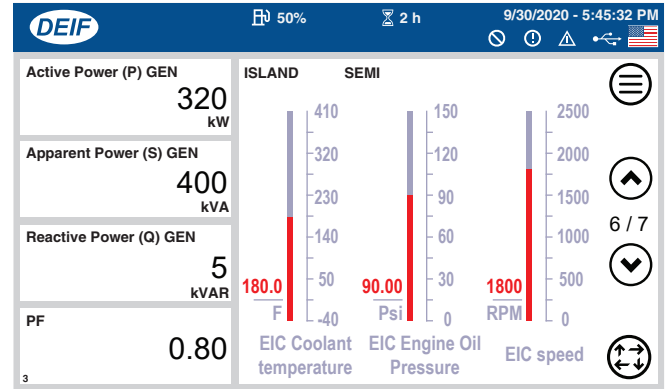 DEIF
50%
2 h
9/30/2020 - 5:45:32 PM
Active Power (P) GEN
320
kW
Apparent Power (S) GEN
400
kVA
Reactive Power (Q) GEN
5
kVAR
PF
0.80
3
ISLAND SEMI
410
320
230
140
50
-40
180.0
F
EIC Coolant
temperature
150
120
90
60
30
0
90.00
Psi
EIC Engine Oil
Pressure
2500
2000
1500
1000
500
0
1800
RPM
EIC speed
6 / 7